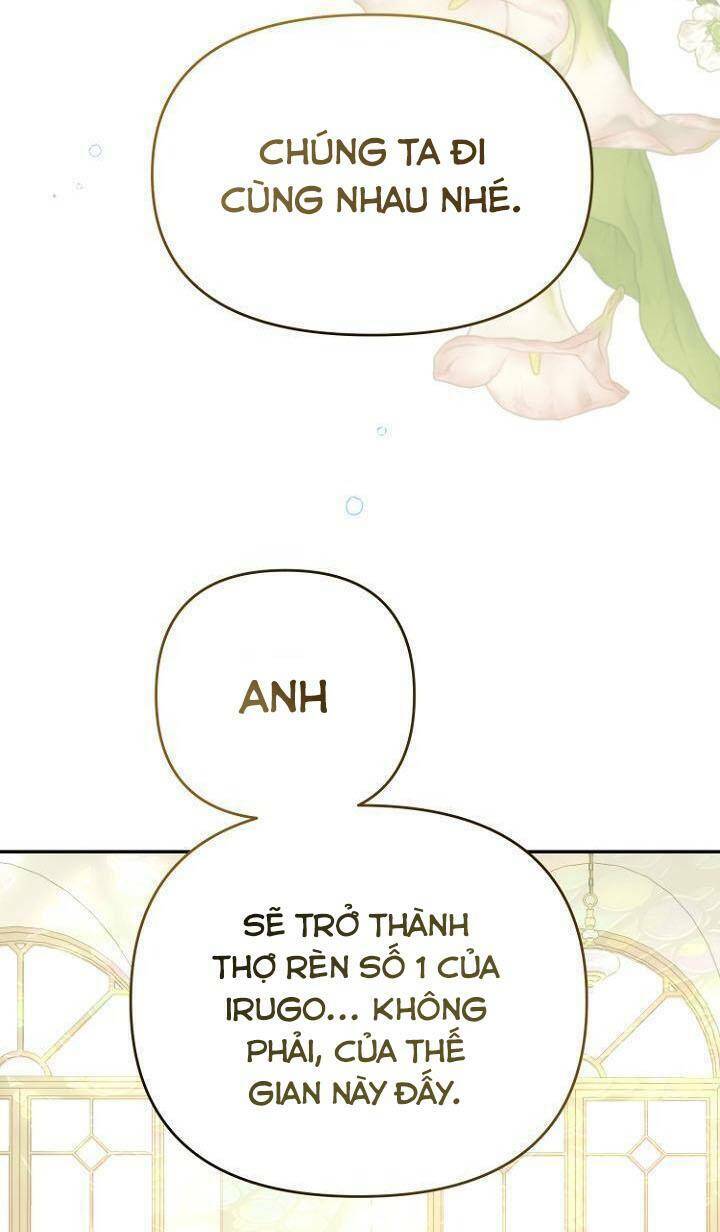 CHÚNG TA ĐI
CÙNG NHAU NHÉ.
ANH
SẼ TRỞ THÀNH
THỢ RÈN SỐ 1 CỦA
IRUGO... KHÔNG
PHẢI, CỦA THẾ
GIAN NÀY ĐẤY.